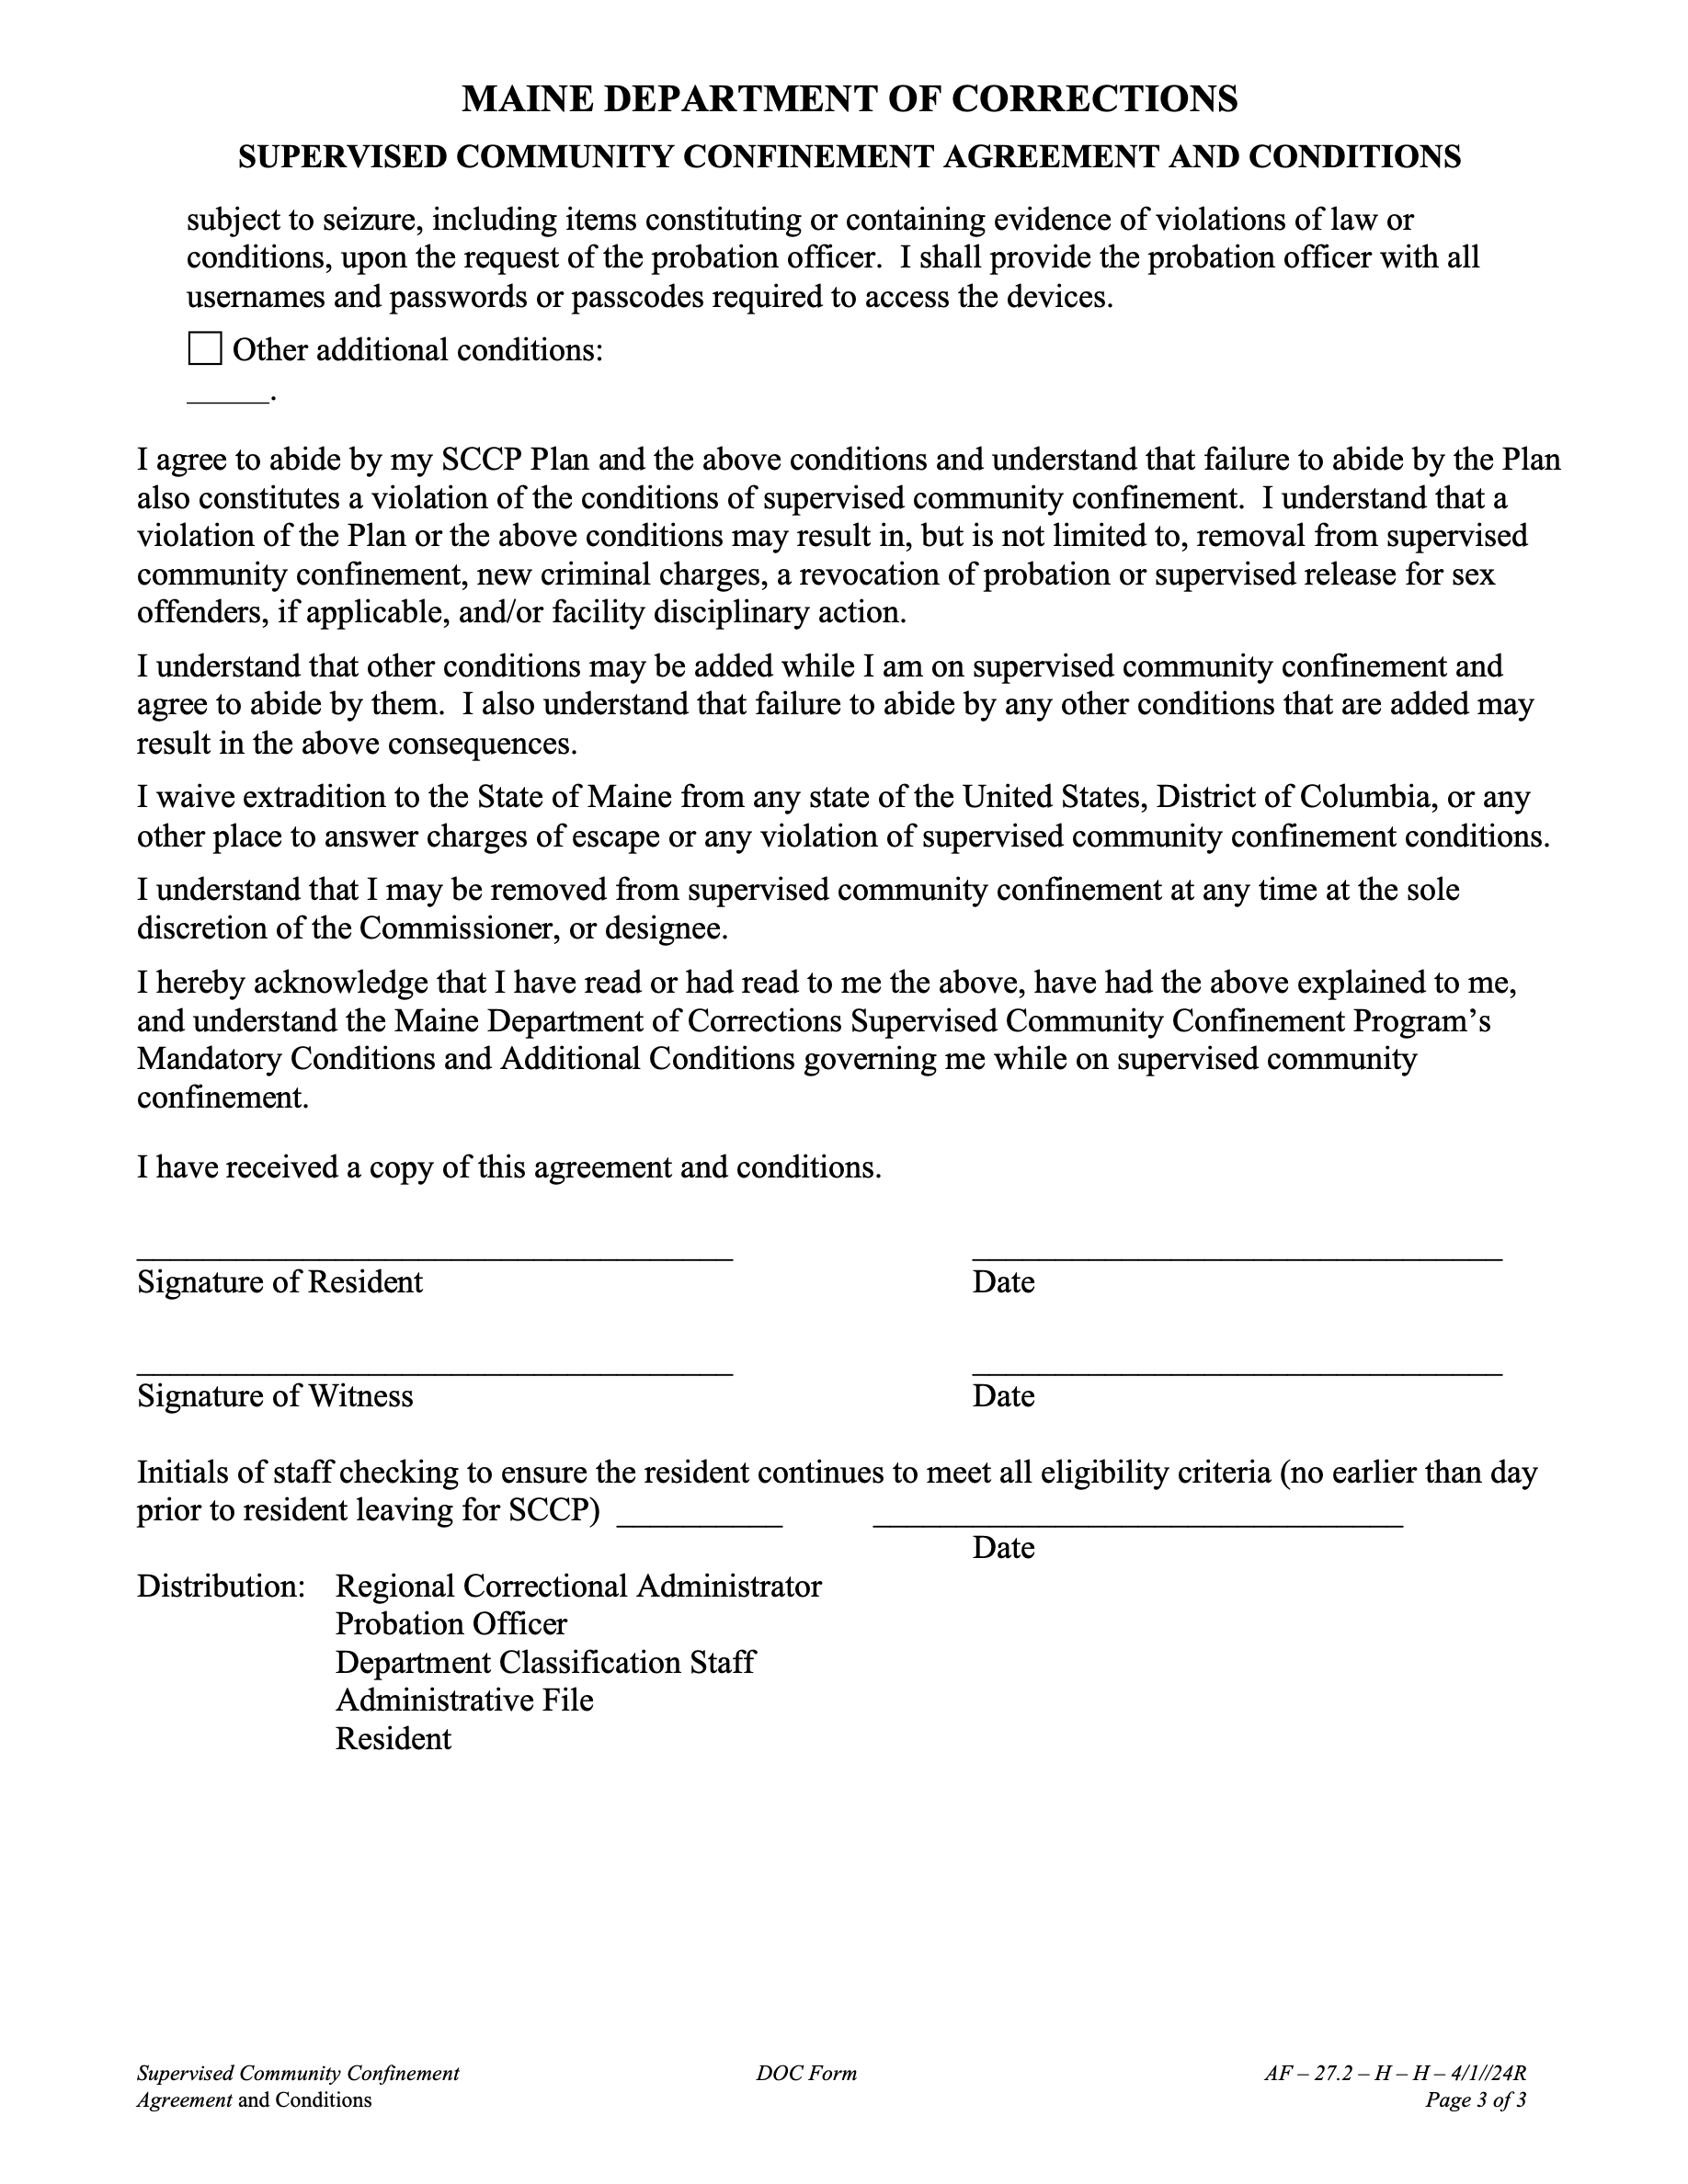 MAINE DEPARTMENT OF CORRECTIONS
SUPERVISED COMMUNITY CONFINEMENT AGREEMENT AND CONDITIONS
subject to seizure, including items constituting or containing evidence of violations of law or
conditions, upon the request of the probation officer.  I shall provide the probation officer with all
usernames and passwords or passcodes required to access the devices.
☐ Other additional conditions:
_____.
I agree to abide by my SCCP Plan and the above conditions and understand that failure to abide by the Plan
also constitutes a violation of the conditions of supervised community confinement.  I understand that a
violation of the Plan or the above conditions may result in, but is not limited to, removal from supervised
community confinement, new criminal charges, a revocation of probation or supervised release for sex
offenders, if applicable, and/or facility disciplinary action.
I understand that other conditions may be added while I am on supervised community confinement and
agree to abide by them.  I also understand that failure to abide by any other conditions that are added may
result in the above consequences.
I waive extradition to the State of Maine from any state of the United States, District of Columbia, or any
other place to answer charges of escape or any violation of supervised community confinement conditions.
I understand that I may be removed from supervised community confinement at any time at the sole
discretion of the Commissioner, or designee.
I hereby acknowledge that I have read or had read to me the above, have had the above explained to me,
and understand the Maine Department of Corrections Supervised Community Confinement Program’s
Mandatory Conditions and Additional Conditions governing me while on supervised community
confinement.
I have received a copy of this agreement and conditions.
____________________________________ ________________________________
Signature of Resident Date
____________________________________ ________________________________
Signature of Witness Date
Initials of staff checking to ensure the resident continues to meet all eligibility criteria (no earlier than day
prior to resident leaving for SCCP) __________ ________________________________
Date
Distribution: Regional Correctional Administrator
Probation Officer
Department Classification Staff
Administrative File
Resident
Supervised Community Confinement DOC Form AF – 27.2 – H – H – 4/1//24R
Agreement and Conditions Page 3 of 3